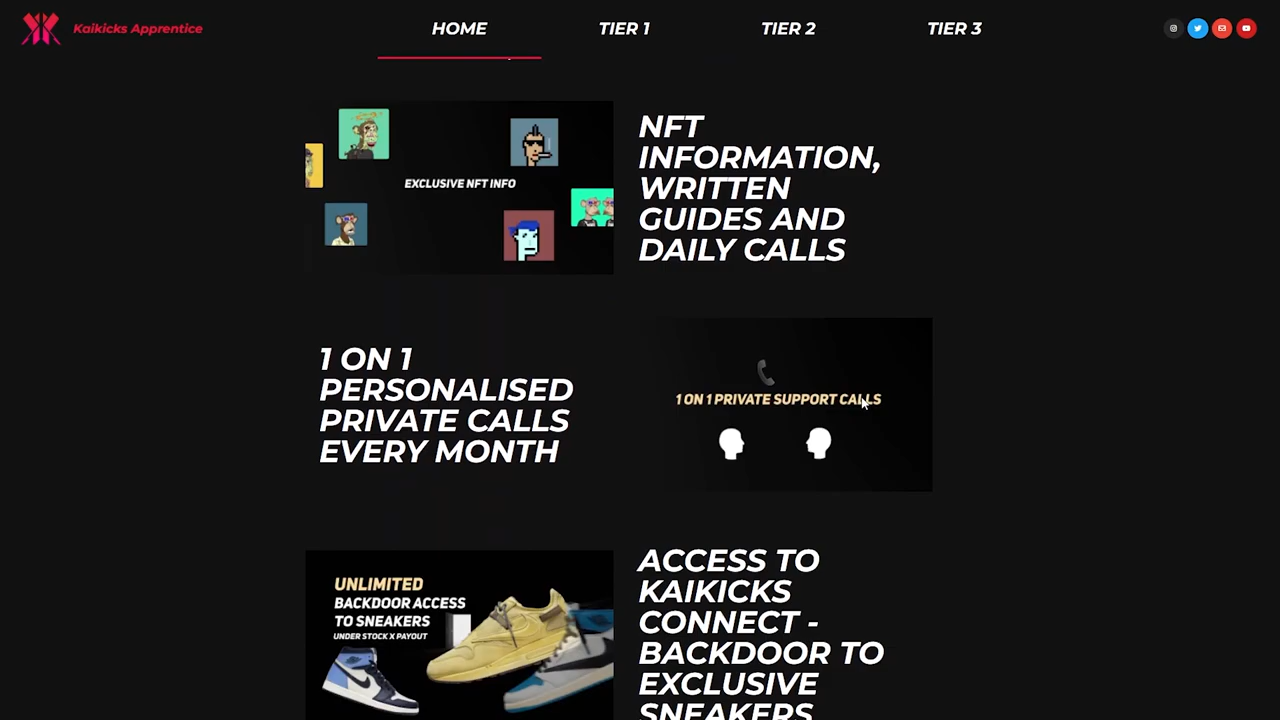 Kaikicks Apprentice
HOME
TIER 1
TIER 2
TIER 3
EXCLUSIVE NFT INFO
NFT
INFORMATION,
WRITTEN
GUIDES AND
DAILY CALLS
1 ON 1
PERSONALISED
PRIVATE CALLS
EVERY MONTH
1 ON 1 PRIVATE SUPPORT CALLS
UNLIMITED
BACKDOOR ACCESS
TO SNEAKERS
UNDER STOCK X PAYOUT
ACCESS TO
KAIKICKS
CONNECT -
BACKDOOR TO
EXCLUSIVE
SNEAKERS